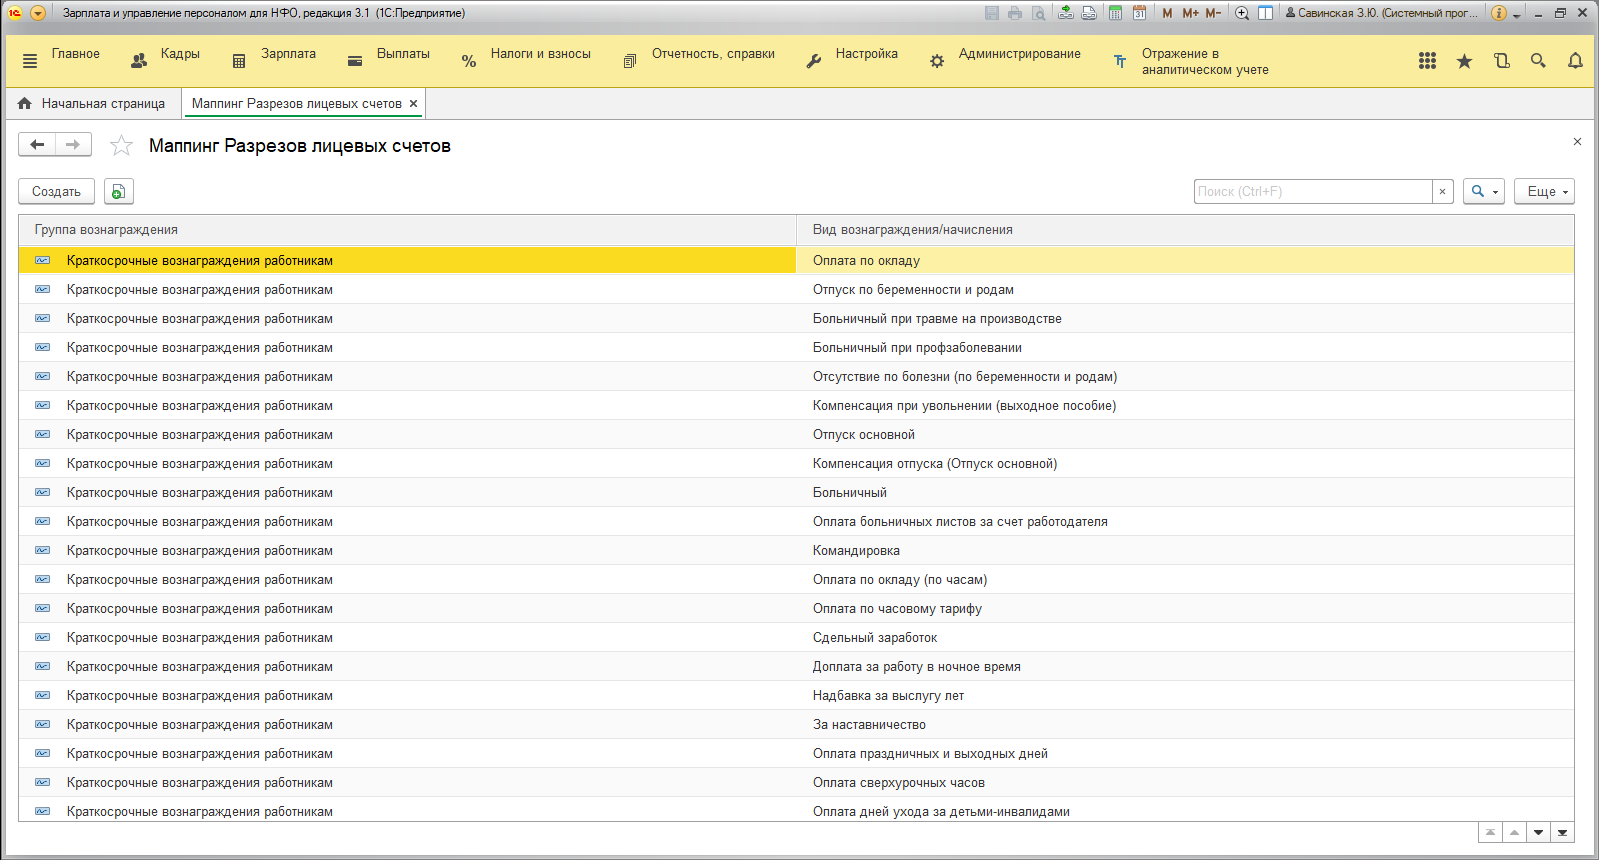 Зарплата и управление персоналом для НФО, редакция 3.1 (1С:Предприятие)
31 M M+ M- Савинская З.Ю. (Системный прог...
Главное Кадры Зарплата Выплаты Налоги и взносы Отчетность, справки Настройка Администрирование Отражение в
аналитическом учете
Начальная страница Маппинг Разрезов лицевых счетов ×
Маппинг Разрезов лицевых счетов ×
Создать Поиск (Ctrl+F) × Еще
Группа вознаграждения Вид вознаграждения/начисления
Краткосрочные вознаграждения работникам Оплата по окладу
Краткосрочные вознаграждения работникам Отпуск по беременности и родам
Краткосрочные вознаграждения работникам Больничный при травме на производстве
Краткосрочные вознаграждения работникам Больничный при профзаболевании
Краткосрочные вознаграждения работникам Отсутствие по болезни (по беременности и родам)
Краткосрочные вознаграждения работникам Компенсация при увольнении (выходное пособие)
Краткосрочные вознаграждения работникам Отпуск основной
Краткосрочные вознаграждения работникам Компенсация отпуска (Отпуск основной)
Краткосрочные вознаграждения работникам Больничный
Краткосрочные вознаграждения работникам Оплата больничных листов за счет работодателя
Краткосрочные вознаграждения работникам Командировка
Краткосрочные вознаграждения работникам Оплата по окладу (по часам)
Краткосрочные вознаграждения работникам Оплата по часовому тарифу
Краткосрочные вознаграждения работникам Сдельный заработок
Краткосрочные вознаграждения работникам Доплата за работу в ночное время
Краткосрочные вознаграждения работникам Надбавка за выслугу лет
Краткосрочные вознаграждения работникам За наставничество
Краткосрочные вознаграждения работникам Оплата праздничных и выходных дней
Краткосрочные вознаграждения работникам Оплата сверхурочных часов
Краткосрочные вознаграждения работникам Оплата дней ухода за детьми-инвалидами